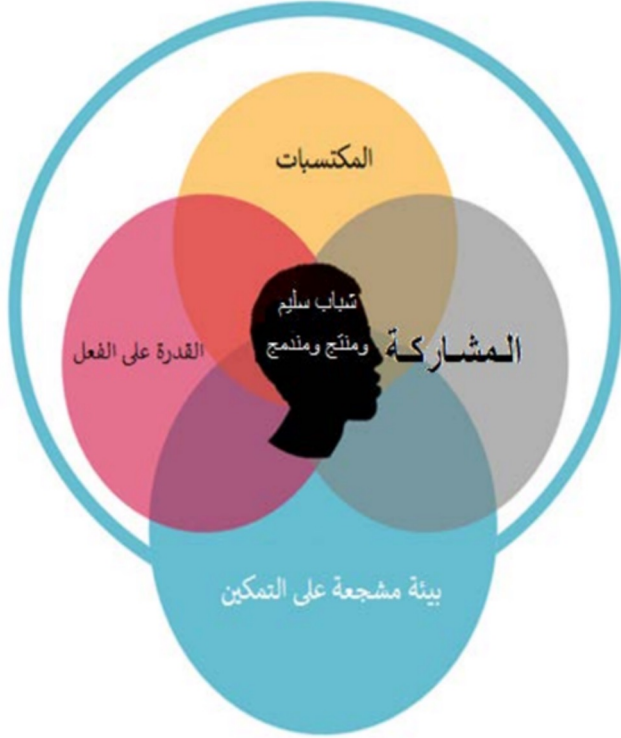 المكتسبات
شباب سليم
ومنتج ومندمج
المشاركة
القدرة على الفعل
بيئة مشجعة على التمكين